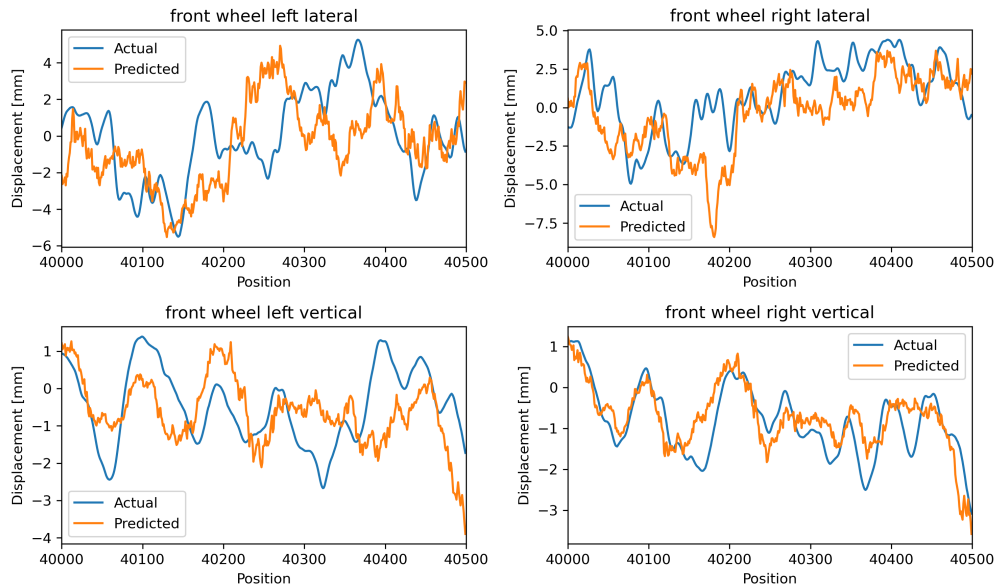 front wheel left lateral
Displacement [mm]
4
2
0
−2
−4
−6
Actual
Predicted
40000 40100 40200 40300 40400 40500
Position
front wheel right lateral
Displacement [mm]
5.0
2.5
0.0
−2.5
−5.0
−7.5
Actual
Predicted
40000 40100 40200 40300 40400 40500
Position
front wheel left vertical
Displacement [mm]
1
0
−1
−2
−3
−4
Actual
Predicted
40000 40100 40200 40300 40400 40500
Position
front wheel right vertical
Displacement [mm]
1
0
−1
−2
−3
Actual
Predicted
40000 40100 40200 40300 40400 40500
Position